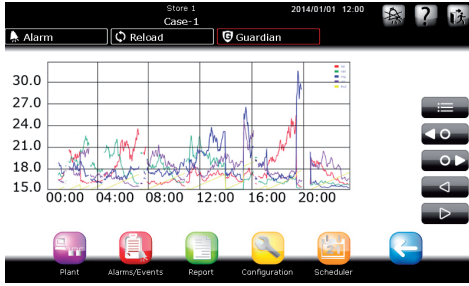 Store 1
2014/01/01 12:00
Case-1
Alarm
Reload
Guardian
30.0
27.0
24.0
21.0
18.0
15.0
00:00 04:00 08:00 12:00 16:00 20:00
Plant
Alarms/Events
Report
Configuration
Scheduler